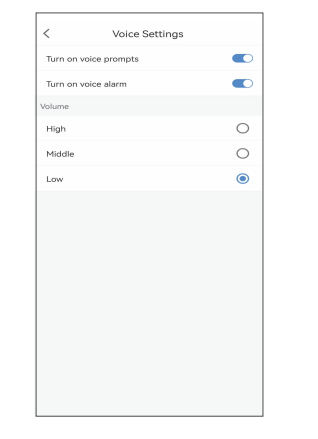 Voice Settings
Turn on voice prompts
Turn on voice alarm
Volume
High
Middle
Low